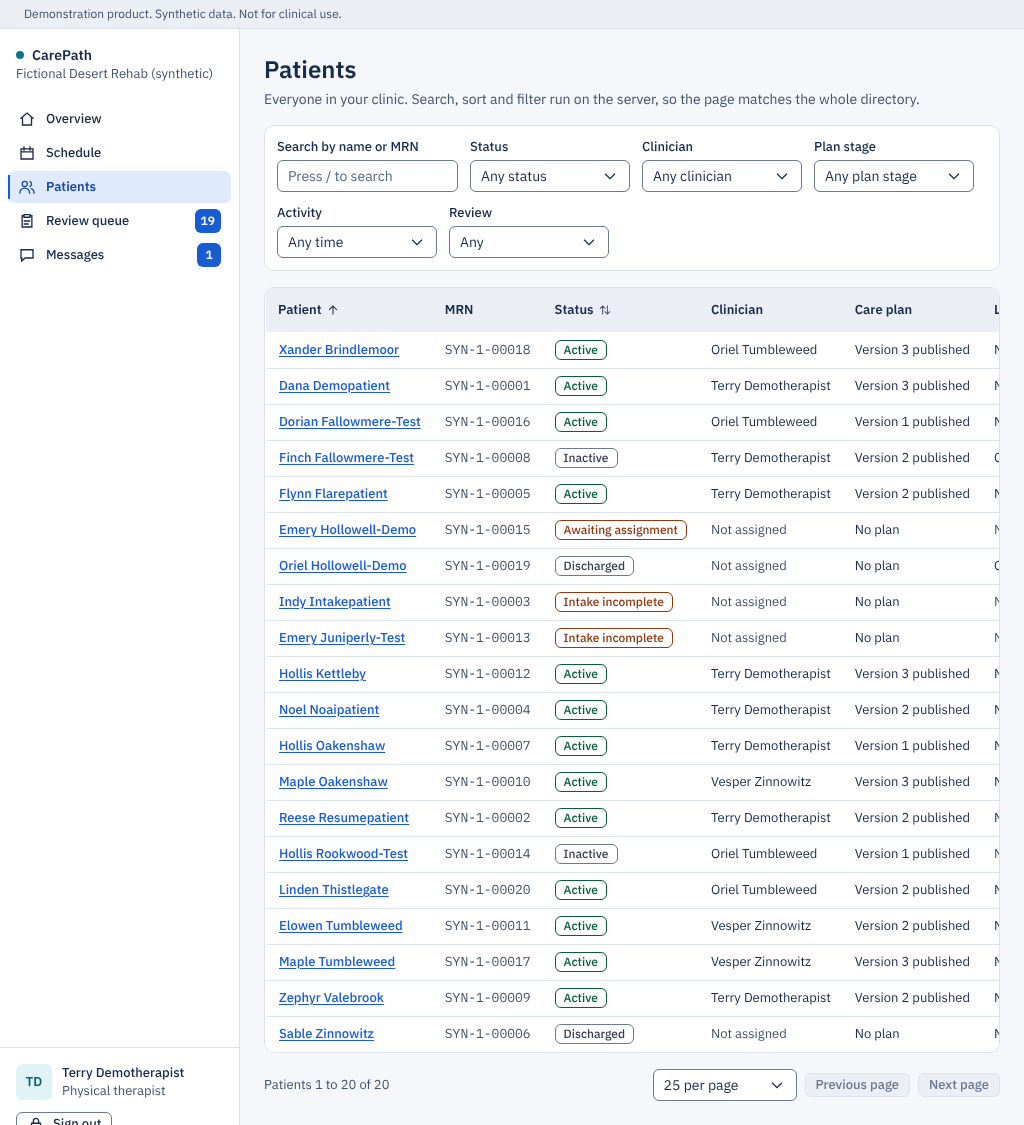 Demonstration product. Synthetic data. Not for clinical use.
CarePath
Fictional Desert Rehab (synthetic)
Overview
Schedule
Patients
Review queue 19
Messages 1
Terry Demotherapist
TD
Physical therapist
Sign out
Patients
Everyone in your clinic. Search, sort and filter run on the server, so the page matches the whole directory.
Search by name or MRN Status Clinician Plan stage
Press / to search Any status Any clinician Any plan stage
Activity Review
Any time Any
Patient MRN Status Clinician Care plan
Xander Brindlemoor SYN-1-00018 Active Oriel Tumbleweed Version 3 published
Dana Demopatient SYN-1-00001 Active Terry Demotherapist Version 3 published
Dorian Fallowmere-Test SYN-1-00016 Active Oriel Tumbleweed Version 1 published
Finch Fallowmere-Test SYN-1-00008 Inactive Terry Demotherapist Version 2 published
Flynn Flarepatient SYN-1-00005 Active Terry Demotherapist Version 2 published
Emery Hollowell-Demo SYN-1-00015 Awaiting assignment Not assigned No plan
Oriel Hollowell-Demo SYN-1-00019 Discharged Not assigned No plan
Indy Intakepatient SYN-1-00003 Intake incomplete Not assigned No plan
Emery Juniperly-Test SYN-1-00013 Intake incomplete Not assigned No plan
Hollis Kettleby SYN-1-00012 Active Terry Demotherapist Version 3 published
Noel Noaipatient SYN-1-00004 Active Terry Demotherapist Version 2 published
Hollis Oakenshaw SYN-1-00007 Active Terry Demotherapist Version 1 published
Maple Oakenshaw SYN-1-00010 Active Vesper Zinnowitz Version 3 published
Reese Resumepatient SYN-1-00002 Active Terry Demotherapist Version 2 published
Hollis Rookwood-Test SYN-1-00014 Inactive Oriel Tumbleweed Version 1 published
Linden Thistlegate SYN-1-00020 Active Oriel Tumbleweed Version 2 published
Elowen Tumbleweed SYN-1-00011 Active Vesper Zinnowitz Version 2 published
Maple Tumbleweed SYN-1-00017 Active Vesper Zinnowitz Version 3 published
Zephyr Valebrook SYN-1-00009 Active Terry Demotherapist Version 2 published
Sable Zinnowitz SYN-1-00006 Discharged Not assigned No plan
Patients 1 to 20 of 20 25 per page Previous page Next page